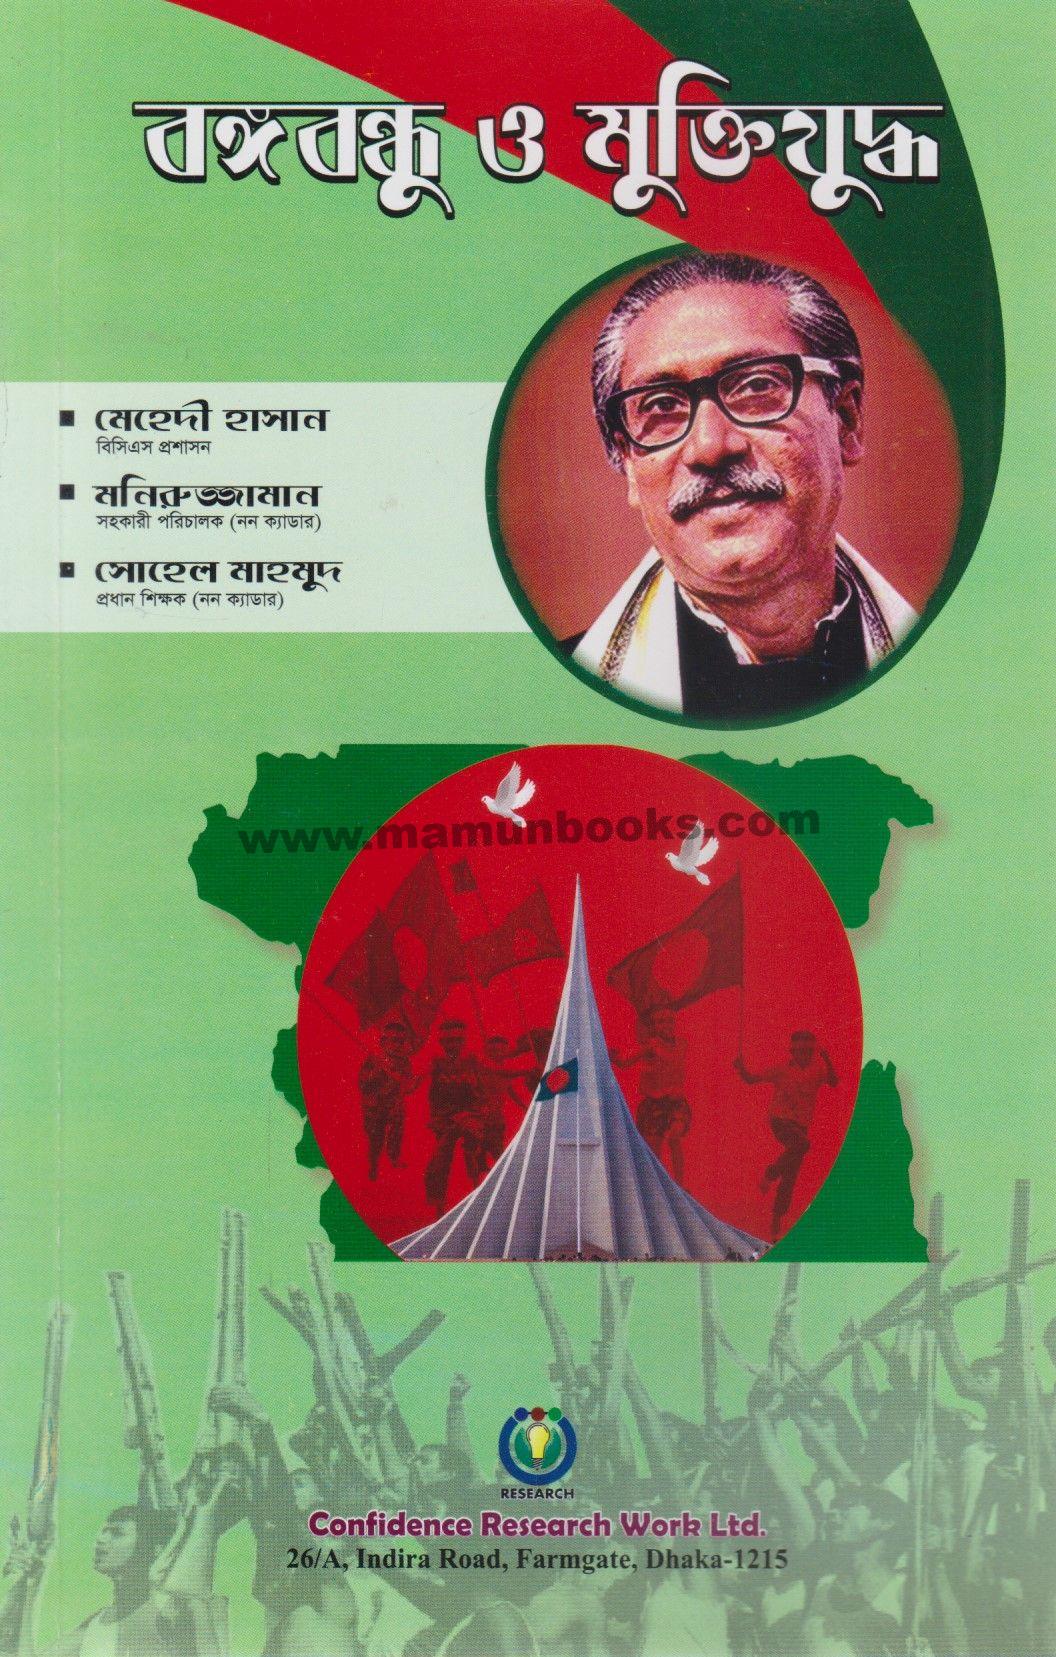 বঙ্গবন্ধু ও মুক্তিযুদ্ধ
মেহেদী হাসান
বিসিএস প্রশাসন
মনিরুজ্জামান
সহকারী পরিচালক (নন ক্যাডার)
সোহেল মাহমুদ
প্রধান শিক্ষক (নন ক্যাডার)
www.mamunbooks.com
RESEARCH
Confidence Research Work Ltd.
26/A, Indira Road, Farmgate, Dhaka-1215